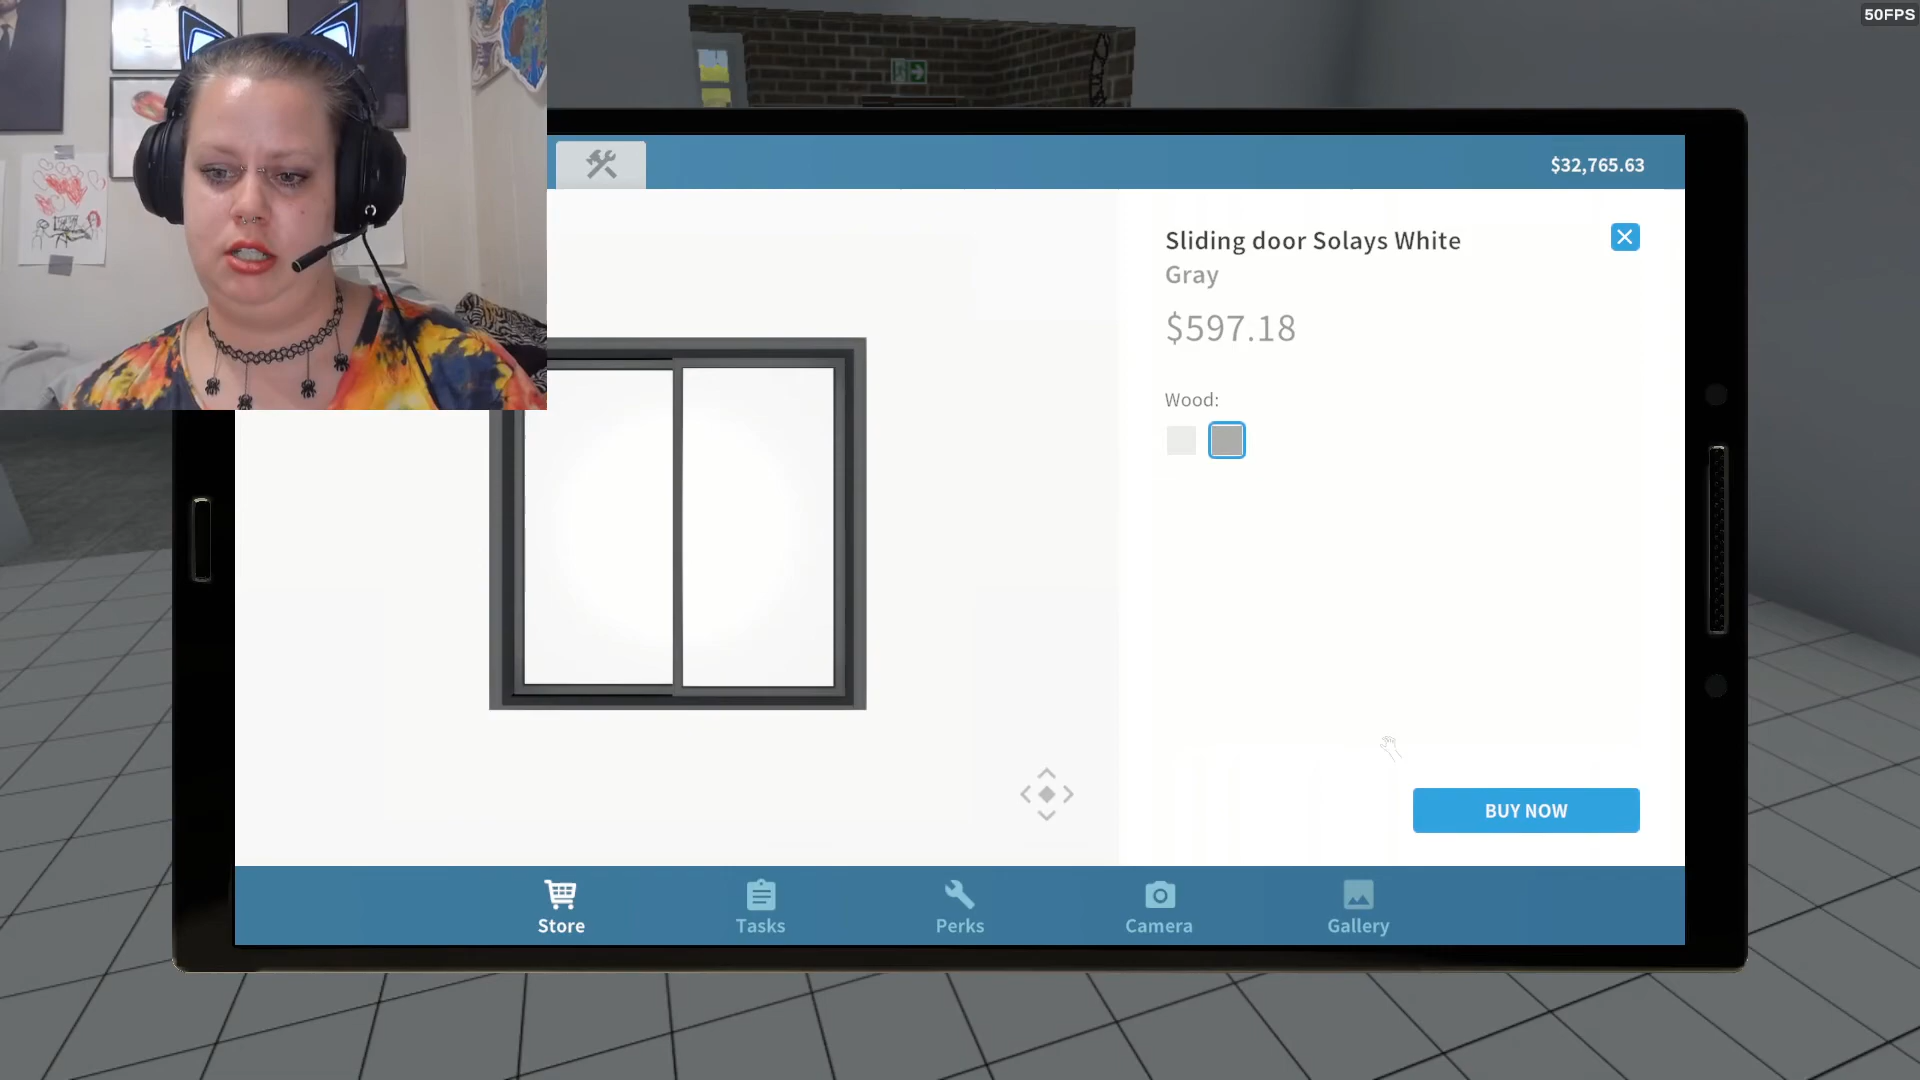 50FPS
$32,765.63
Sliding door Solays White
Gray
$597.18
Wood:
BUY NOW
Store
Tasks
Perks
Camera
Gallery